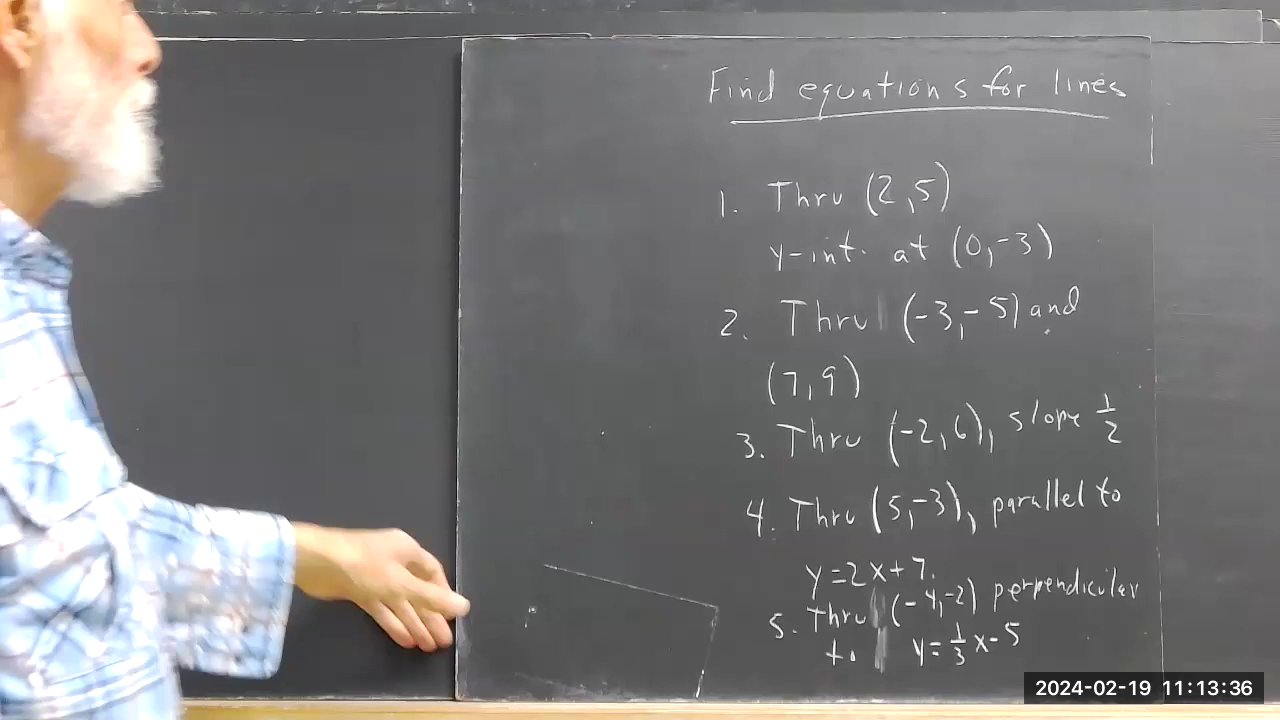 Find equations for lines
1. Thru (2,5)
y-int. at (0,-3)
2. Thru (-3,-5) and
(7,9)
3. Thru (-2,6), slope 1/2
4. Thru (5,-3), parallel to
y=2x+7.
5. Thru (-4,-2) perpendicular
to y=1/3x-5
2024-02-19 11:13:36